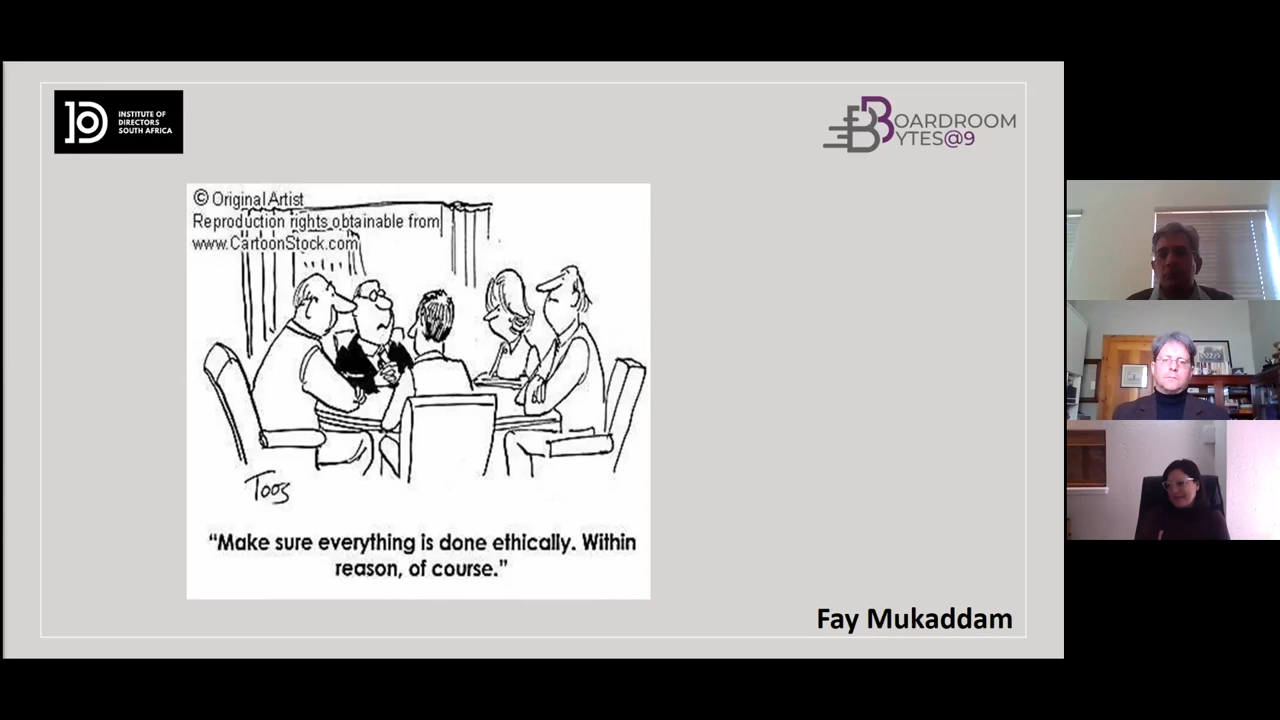 INSTITUTE OF
DIRECTORS
SOUTH AFRICA
BOARDROOM
BYTES@9
© Original Artist
Reproduction rights obtainable from
www.CartoonStock.com
Toos
“Make sure everything is done ethically. Within
reason, of course.”
Fay Mukaddam